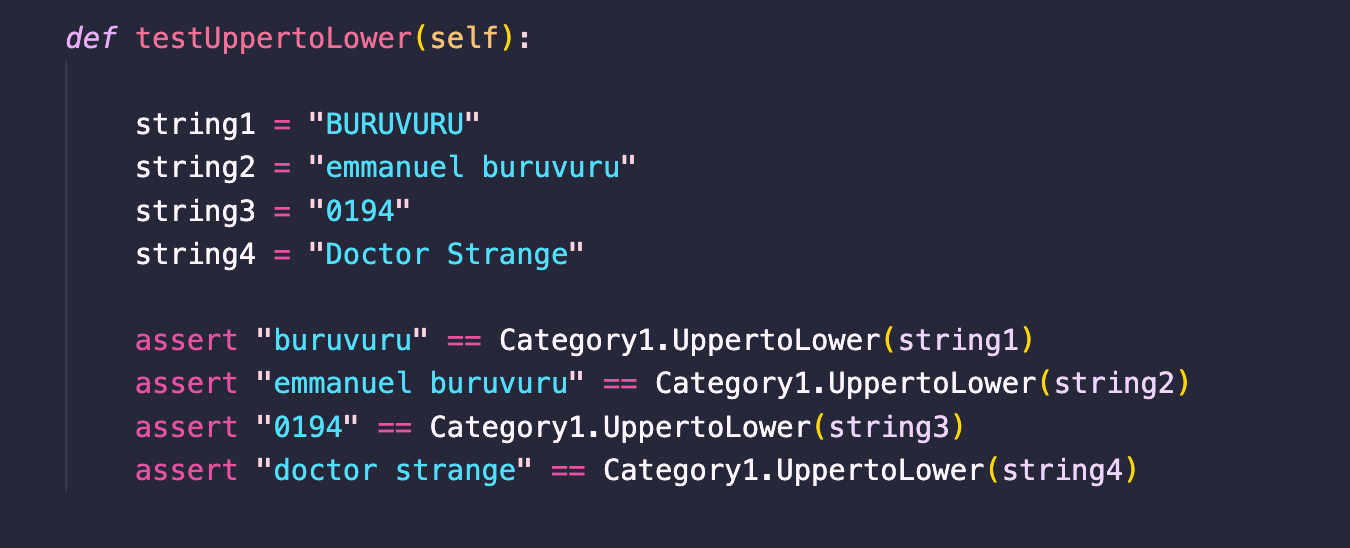 def testUppertoLower(self):
string1 = "BURUVURU"
string2 = "emmanuel buruvuru"
string3 = "0194"
string4 = "Doctor Strange"
assert "buruvuru" == Category1.UppertoLower(string1)
assert "emmanuel buruvuru" == Category1.UppertoLower(string2)
assert "0194" == Category1.UppertoLower(string3)
assert "doctor strange" == Category1.UppertoLower(string4)